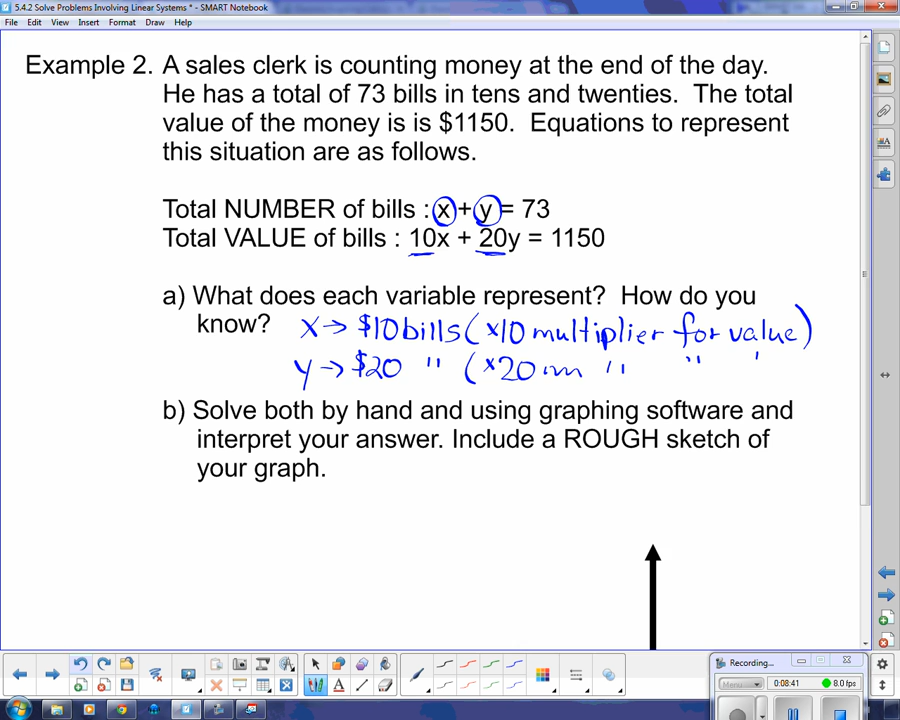 5.4.2 Solve Problems Involving Linear Systems * - SMART Notebook
File Edit View Insert Format Draw Help
Example 2. A sales clerk is counting money at the end of the day.
He has a total of 73 bills in tens and twenties. The total
value of the money is is $1150. Equations to represent
this situation are as follows.
Total NUMBER of bills : x + y = 73
Total VALUE of bills : 10x + 20y = 1150
a) What does each variable represent? How do you
know? x → $10 bills (×10 multiplier for value)
y → $20 " (×20 " " "
b) Solve both by hand and using graphing software and
interpret your answer. Include a ROUGH sketch of
your graph.
Recording...
Menu 0:08:41 8.0 fps